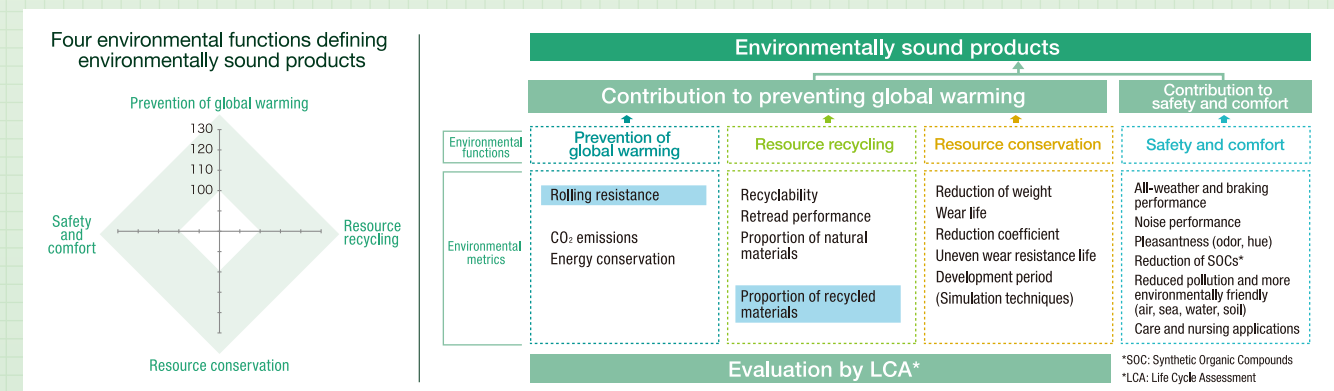 Four environmental functions defining
environmentally sound products
Prevention of global warming
130
120
110
100
Safety
and
comfort
Resource
recycling
Resource conservation
Environmentally sound products
Contribution to preventing global warming
Contribution to
safety and comfort
Environmental
functions
Prevention of
global warming
Resource recycling
Resource conservation
Safety and comfort
Environmental
metrics
Rolling resistance
CO₂ emissions
Energy conservation
Recyclability
Retread performance
Proportion of natural
materials
Proportion of recycled
materials
Reduction of weight
Wear life
Reduction coefficient
Uneven wear resistance life
Development period
(Simulation techniques)
All-weather and braking
performance
Noise performance
Pleasantness (odor, hue)
Reduction of SOCs*
Reduced pollution and more
environmentally friendly
(air, sea, water, soil)
Care and nursing applications
Evaluation by LCA*
*SOC: Synthetic Organic Compounds
*LCA: Life Cycle Assessment